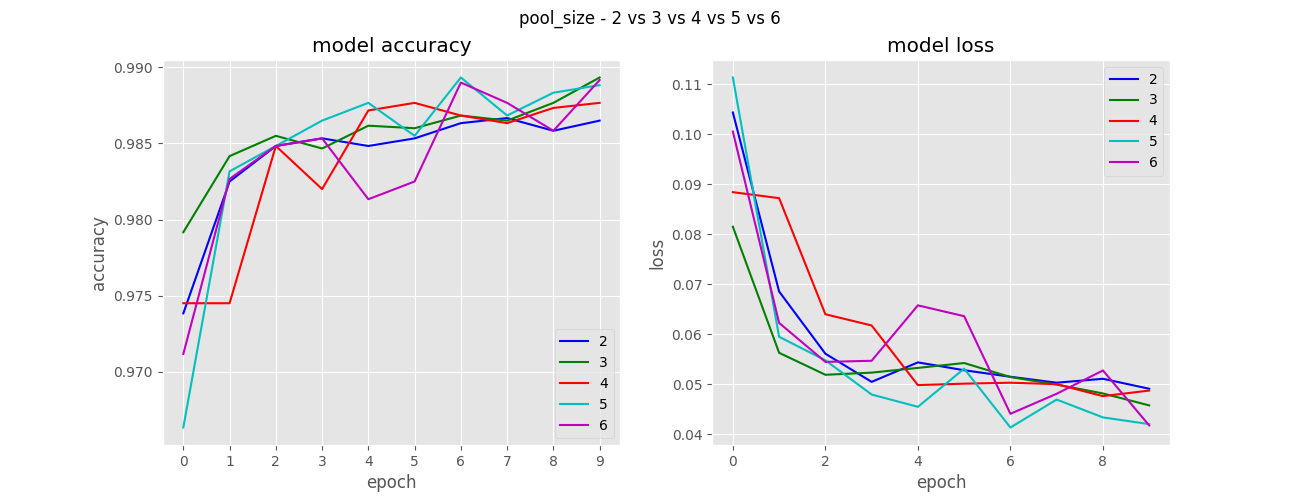 pool_size - 2 vs 3 vs 4 vs 5 vs 6
model accuracy
0.990
0.985
0.980
0.975
0.970
accuracy
0 1 2 3 4 5 6 7 8 9
epoch
2
3
4
5
6
model loss
0.11
0.10
0.09
0.08
0.07
0.06
0.05
0.04
loss
0 2 4 6 8
epoch
2
3
4
5
6